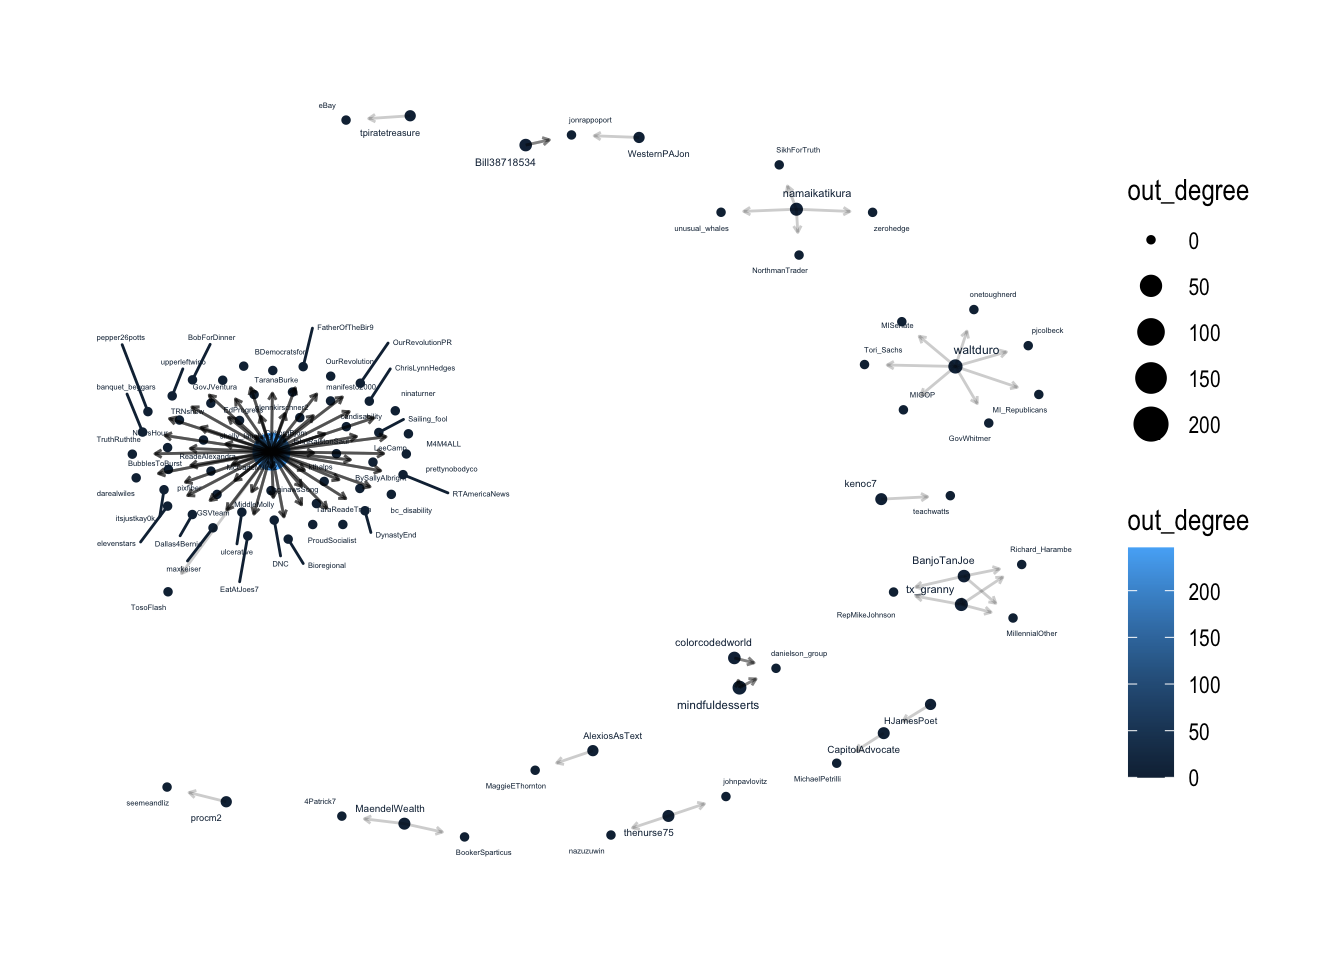 eBay
tpiratetreasure
jonrappoport
Bill38718534
WesternPAJon
SikhForTruth
namaikatikura
unusual_whales
zerohedge
NorthmanTrader
out_degree
0
50
100
150
200
onetoughnerd
MISenate
pjcolbeck
Tori_Sachs
waltduro
MIGOP
MI_Republicans
GovWhitmer
pepper26potts
BobForDinner
FatherOfTheBir9
BDemocratsfor
OurRevolutionPR
upperleftwiso
OurRevolution
ChrisLynnHedges
banquet_beggars
GovJVentura
TaranaBurke
manifesto2000
ninaturner
TRNshow
EdProgress
Sailing_fool
TruthRuththe
M4M4ALL
LeeCamp
BubblesToBurst
ReadeAlexandra
prettynobodyco
BySallyAlbright
darealwiles
RTAmericaNews
itsjustkay0k
GSVteam
MiddleMolly
bc_disability
elevenstars
Dallas4Bernie
ulcerative
ProudSocialist
DynastyEnd
maxkeiser
DNC
Bioregional
EatAtJoes7
TosoFlash
kenoc7
teachwatts
out_degree
200
150
100
50
0
BanjoTanJoe
Richard_Harambe
tx_granny
RepMikeJohnson
MillennialOther
colorcodedworld
danielson_group
mindfuldesserts
HJamesPoet
CapitolAdvocate
MichaelPetrilli
AlexiosAsText
MaggieEThornton
johnpavlovitz
thenurse75
nazuzuwin
seemeandliz
procm2
4Patrick7
MaendelWealth
BookerSparticus